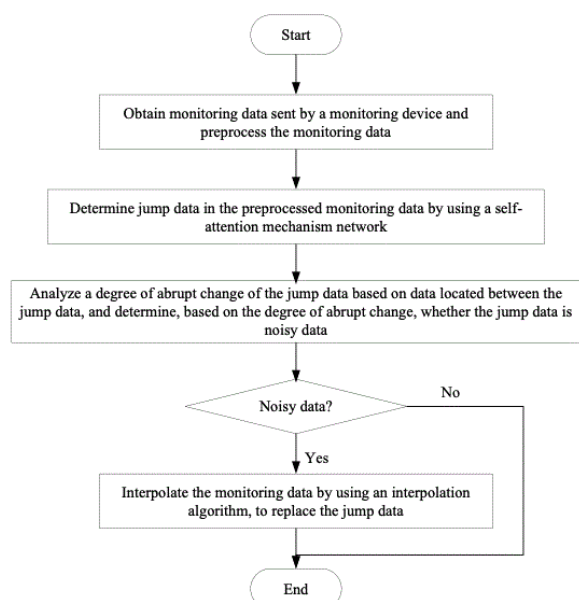 Start
Obtain monitoring data sent by a monitoring device and
preprocess the monitoring data
Determine jump data in the preprocessed monitoring data by using a self-
attention mechanism network
Analyze a degree of abrupt change of the jump data based on data located between the
jump data, and determine, based on the degree of abrupt change, whether the jump data is
noisy data
Noisy data?
No
Yes
Interpolate the monitoring data by using an interpolation
algorithm, to replace the jump data
End